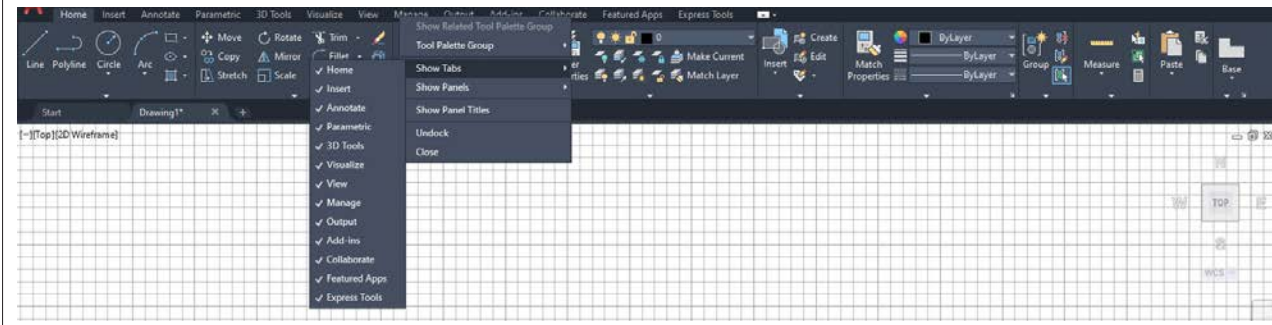 Home Insert Annotate Parametric 3D Tools Visualize View Manage Output Add-ins Collaborate Featured Apps Express Tools
Show Related Tool Palette Group
Tool Palette Group
Show Tabs
Show Panels
Show Panel Titles
Undock
Close
Line Polyline Circle Arc
Move Rotate Trim
Copy Mirror Fillet
Stretch Scale
0
Make Current
Match Layer
Insert
Create
Edit
Match
Properties
ByLayer
ByLayer
ByLayer
Group
Measure
Paste
Base
Start Drawing1*
[-][Top][2D Wireframe]
Home
Insert
Annotate
Parametric
3D Tools
Visualize
View
Manage
Output
Add-ins
Collaborate
Featured Apps
Express Tools
N
W TOP E
S
WCS